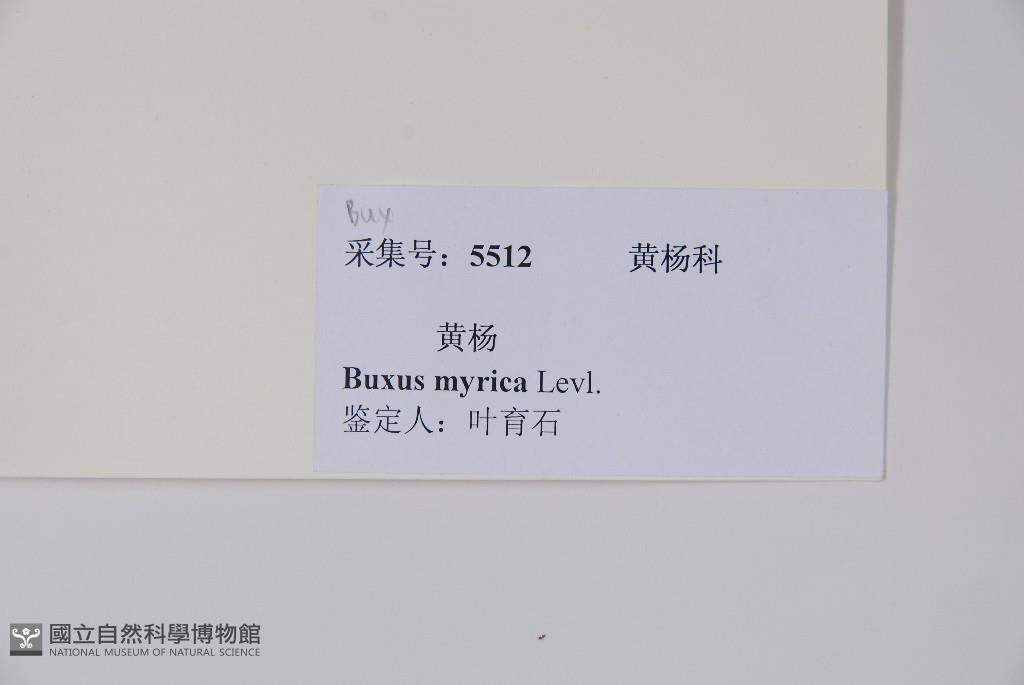 Bux
采集号：5512 黄杨科
黄杨
Buxus myrica Levl.
鉴定人：叶育石
國立自然科學博物館
NATIONAL MUSEUM OF NATURAL SCIENCE